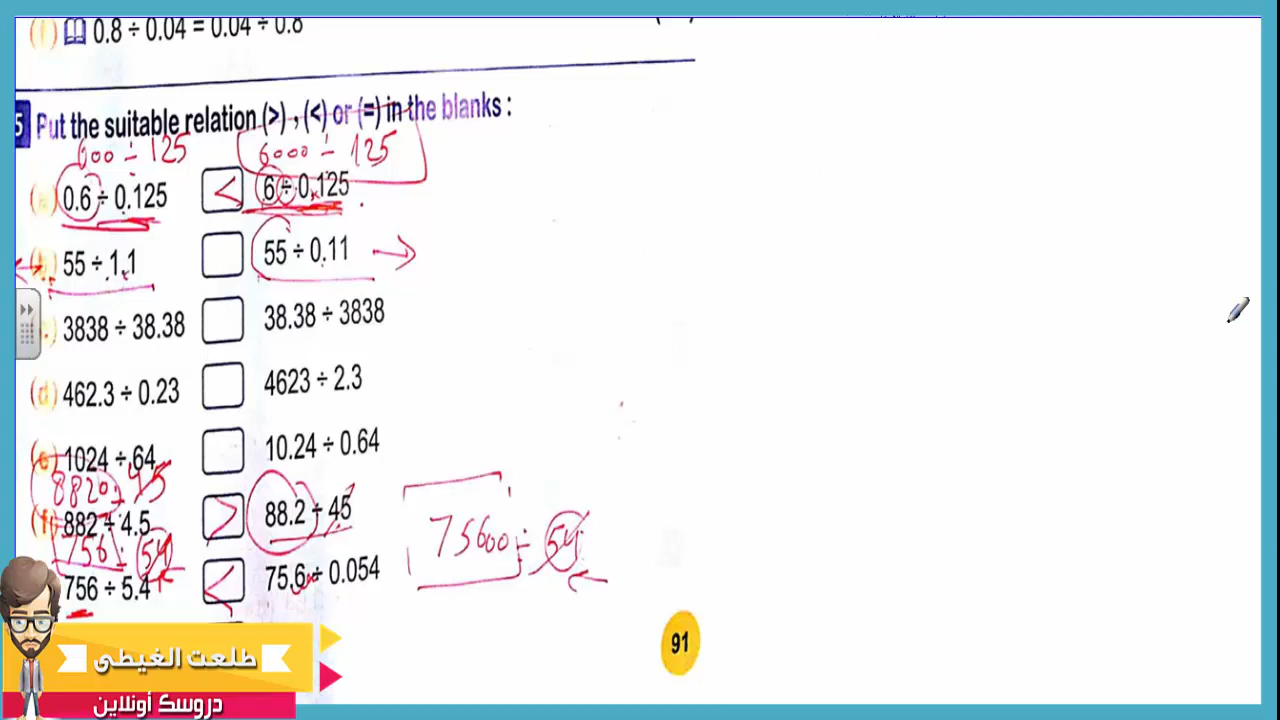 (f) 0.8 ÷ 0.04 = 0.04 ÷ 0.8
5 Put the suitable relation (>) , (<) or (=) in the blanks :
600 ÷ 125 6000 ÷ 125
(a) 0.6 ÷ 0.125 < 6 ÷ 0.125
55 ÷ 1.1 55 ÷ 0.11
3838 ÷ 38.38 38.38 ÷ 3838
(d) 462.3 ÷ 0.23 4623 ÷ 2.3
(e) 1024 ÷ 64 10.24 ÷ 0.64
8820 ÷ 45
(f) 882 ÷ 4.5 > 88.2 ÷ 45
756 ÷ 54 75600 ÷ 54
756 ÷ 5.4 < 75.6 ÷ 0.054
91
طلعت الغيطى
دروسك أونلاين